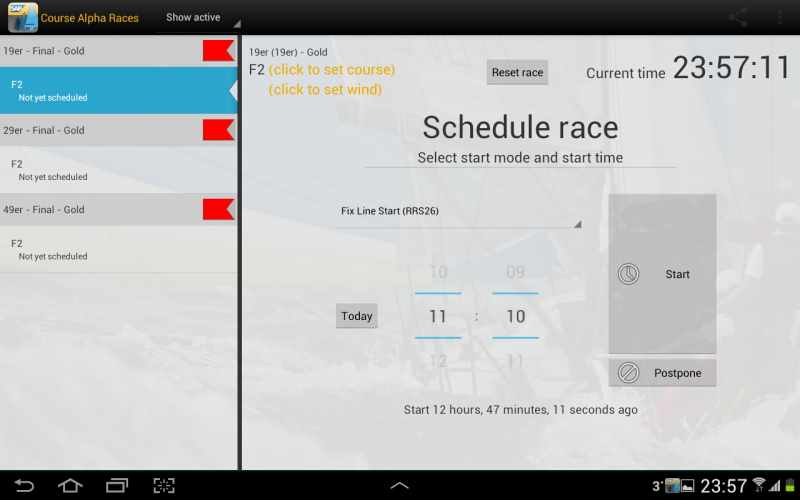 SAP
Course Alpha Races
Show active
19er - Final - Gold
F2
Not yet scheduled
29er - Final - Gold
F2
Not yet scheduled
49er - Final - Gold
F2
Not yet scheduled
19er (19er) - Gold
F2 (click to set course)
(click to set wind)
Reset race
Current time 23:57:11
Schedule race
Select start mode and start time
Fix Line Start (RRS26)
10 09
Today 11 : 10
12 11
Start
Postpone
Start 12 hours, 47 minutes, 11 seconds ago
3° 23:57